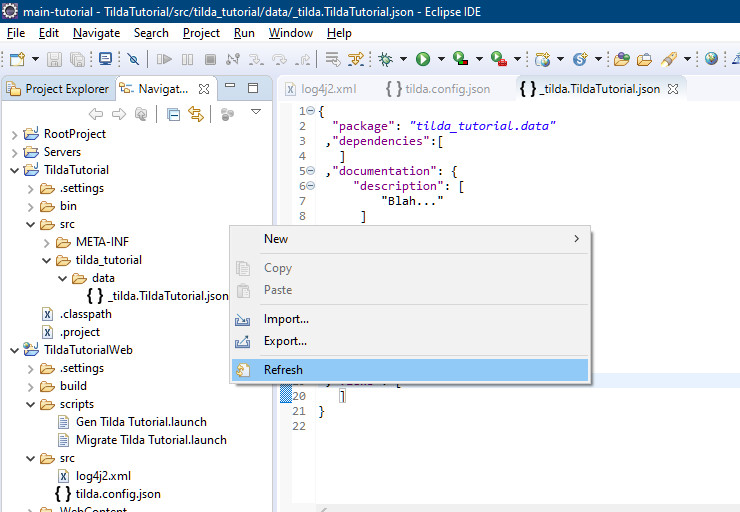 main-tutorial - TildaTutorial/src/tilda_tutorial/data/_tilda.TildaTutorial.json - Eclipse IDE
File Edit Navigate Search Project Run Window Help
Project Explorer Navigat...
log4j2.xml tilda.config.json _tilda.TildaTutorial.json
RootProject
Servers
TildaTutorial
.settings
bin
src
META-INF
tilda_tutorial
data
_tilda.TildaTutorial.json
.classpath
.project
TildaTutorialWeb
.settings
build
scripts
Gen Tilda Tutorial.launch
Migrate Tilda Tutorial.launch
src
log4j2.xml
tilda.config.json
WebContent
1 {
2 "package": "tilda_tutorial.data"
3 ,"dependencies":[
4 ]
5 ,"documentation": {
6 "description": [
7 "Blah..."
8 ]
New
Copy
Paste
Import...
Export...
Refresh
20 ]
21 }
22